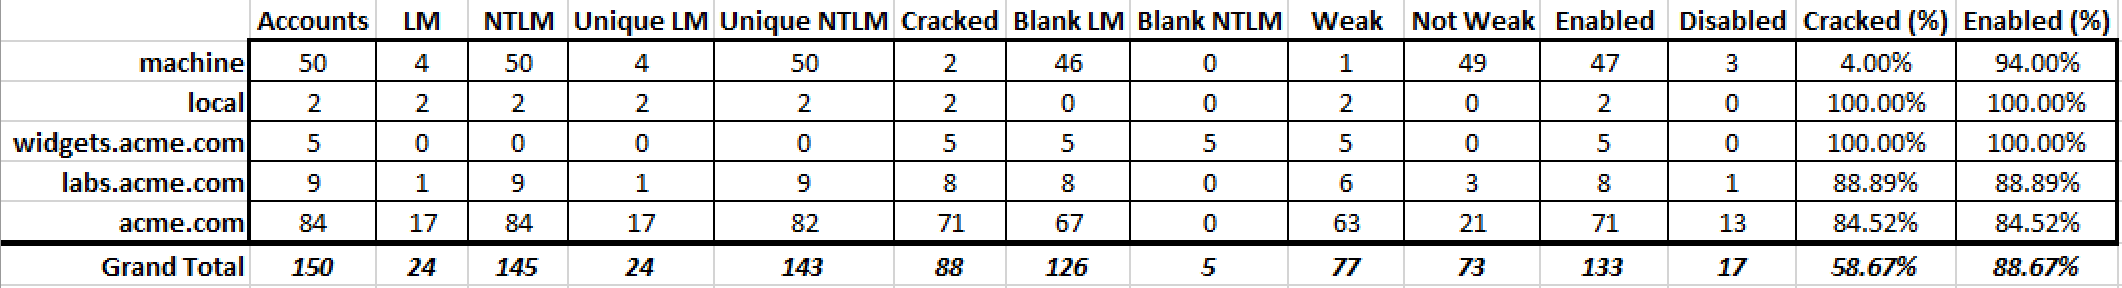 Accounts LM NTLM Unique LM Unique NTLM Cracked Blank LM Blank NTLM Weak Not Weak Enabled Disabled Cracked (%) Enabled (%)
machine 50 4 50 4 50 2 46 0 1 49 47 3 4.00% 94.00%
local 2 2 2 2 2 2 0 0 2 0 2 0 100.00% 100.00%
widgets.acme.com 5 0 0 0 0 5 5 5 5 0 5 0 100.00% 100.00%
labs.acme.com 9 1 9 1 9 8 8 0 6 3 8 1 88.89% 88.89%
acme.com 84 17 84 17 82 71 67 0 63 21 71 13 84.52% 84.52%
Grand Total 150 24 145 24 143 88 126 5 77 73 133 17 58.67% 88.67%